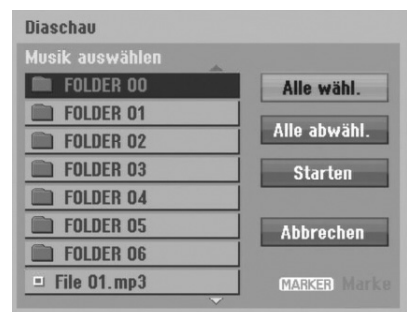 Diaschau
Musik auswählen
FOLDER 00
FOLDER 01
FOLDER 02
FOLDER 03
FOLDER 04
FOLDER 05
FOLDER 06
File 01.mp3
Alle wähl.
Alle abwähl.
Starten
Abbrechen
MARKER Marke